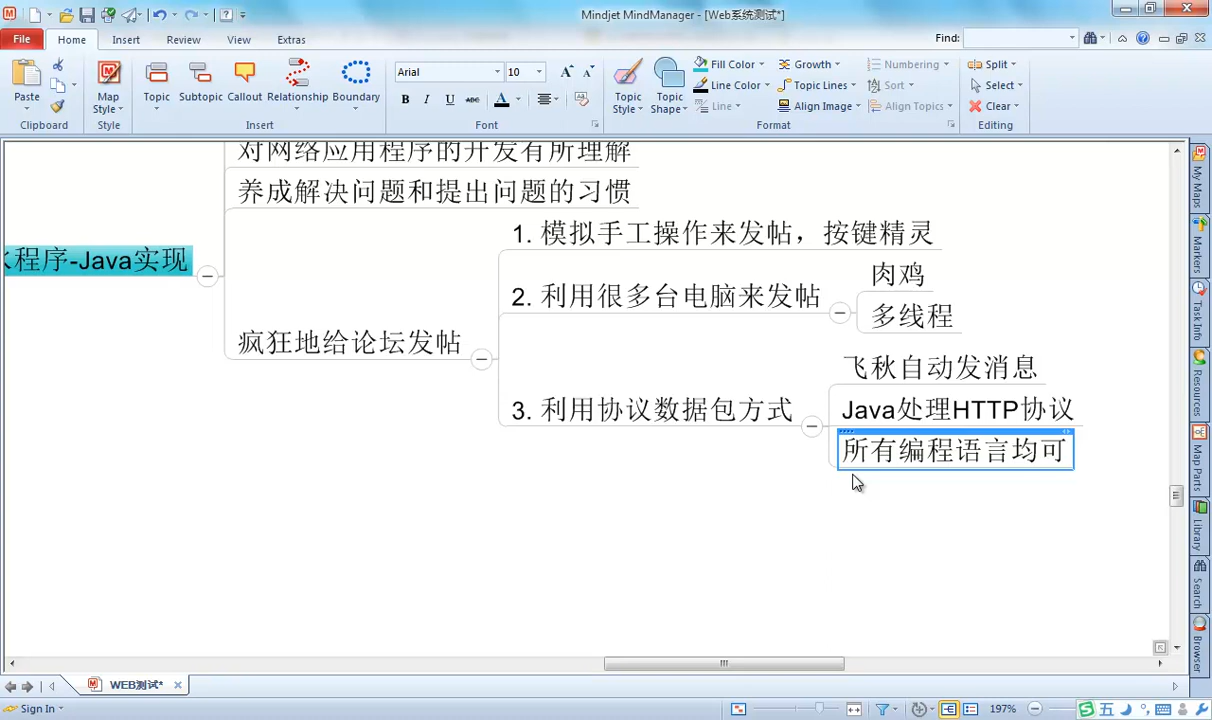 Mindjet MindManager - [Web系统测试*]
File Home Insert Review View Extras Find:
Paste Map Style Topic Subtopic Callout Relationship Boundary
Arial 10
B I U abc A
Topic Style Topic Shape
Fill Color Growth Numbering Split
Line Color Topic Lines Sort Select
Line Align Image Align Topics Clear
Clipboard Style Insert Font Format Editing
对网络应用程序的开发有所理解
养成解决问题和提出问题的习惯
1. 模拟手工操作来发帖，按键精灵
水程序-Java实现
肉鸡
2. 利用很多台电脑来发帖
多线程
疯狂地给论坛发帖
飞秋自动发消息
3. 利用协议数据包方式
Java处理HTTP协议
所有编程语言均可
My Maps
Markers
Task Info
Resources
Map Parts
Library
Search
Browser
WEB测试*
Sign In 197% 五